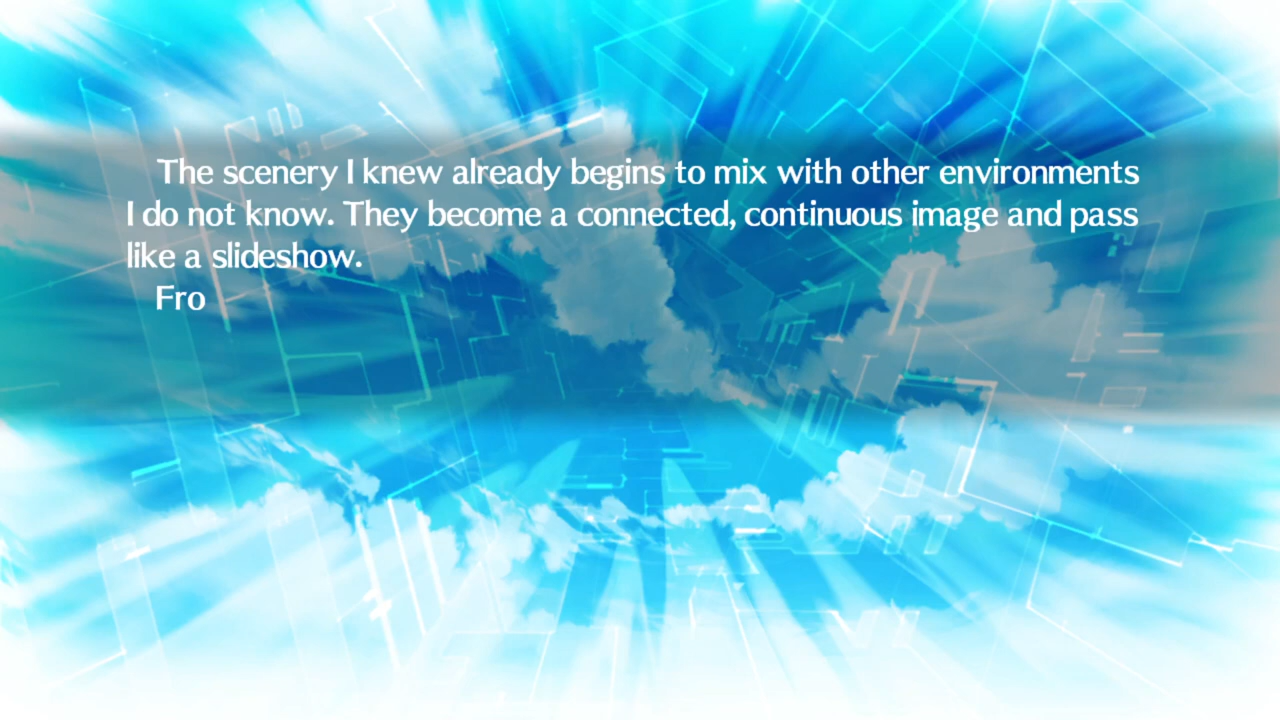 The scenery I knew already begins to mix with other environments
I do not know. They become a connected, continuous image and pass
like a slideshow.
Fro